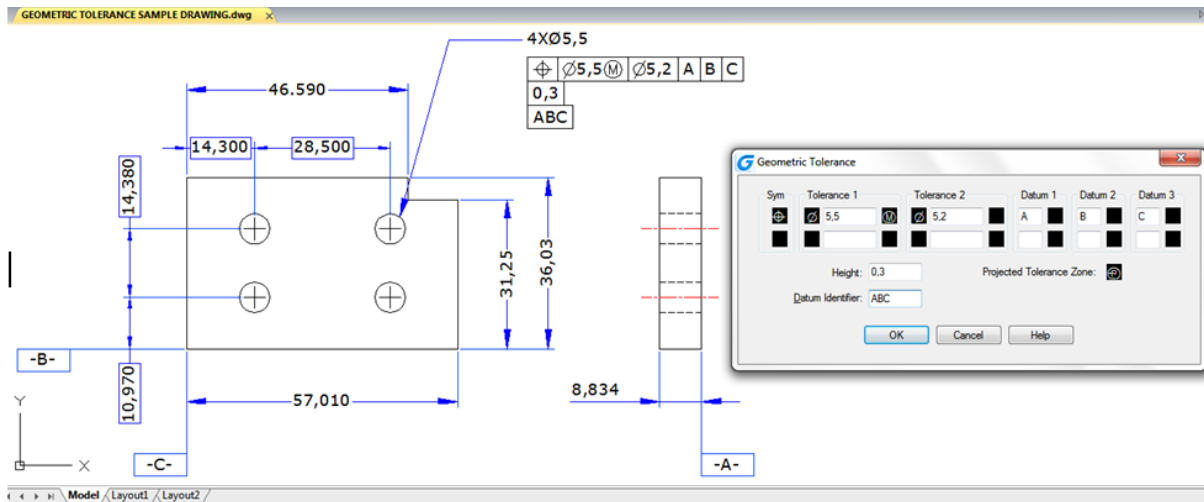 GEOMETRIC TOLERANCE SAMPLE DRAWING.dwg
4XØ5,5
⌖ Ø5,5Ⓜ Ø5,2 A B C
0,3
ABC
46.590
14,300 28,500
14,380
31,25
36,03
-B-
10,970
57,010
8,834
Y
X
-C-
-A-
Geometric Tolerance
Sym Tolerance 1 Tolerance 2 Datum 1 Datum 2 Datum 3
⌖ Ø 5,5 Ⓜ Ø 5,2 A B C
Height: 0,3 Projected Tolerance Zone: Ⓟ
Datum Identifier: ABC
OK Cancel Help
Model Layout1 Layout2